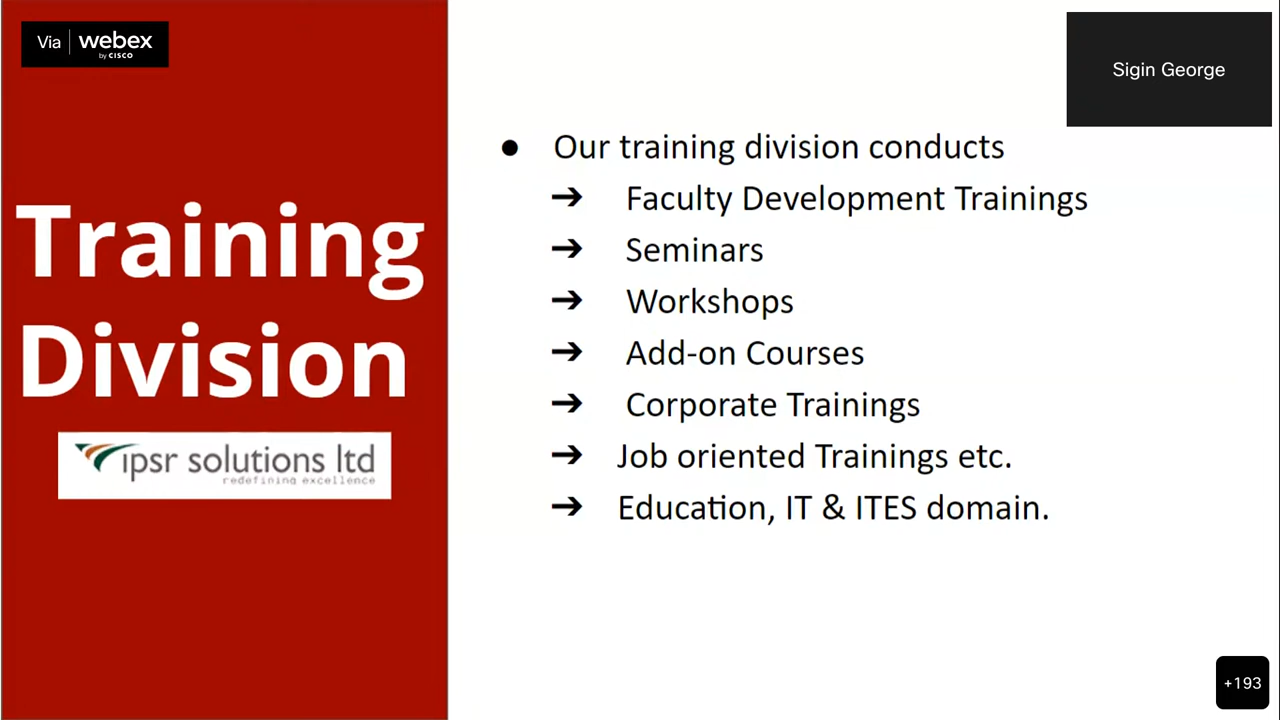 Via webex
by CISCO
Sigin George
Training
Division
ipsr solutions ltd
redefining excellence
● Our training division conducts
➔ Faculty Development Trainings
➔ Seminars
➔ Workshops
➔ Add-on Courses
➔ Corporate Trainings
➔ Job oriented Trainings etc.
➔ Education, IT & ITES domain.
+193